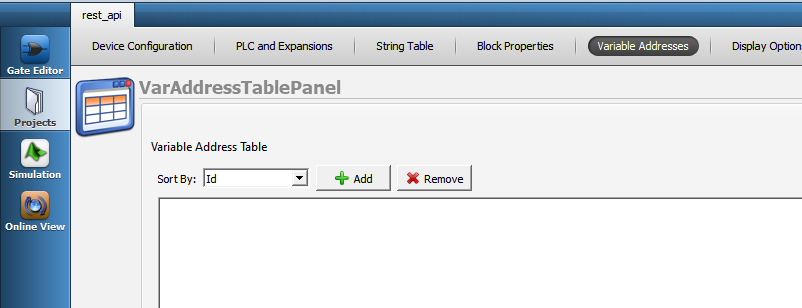 rest_api
Device Configuration PLC and Expansions String Table Block Properties Variable Addresses Display Option
Gate Editor
VarAddressTablePanel
Projects
Variable Address Table
Simulation
Sort By: Id Add Remove
Online View